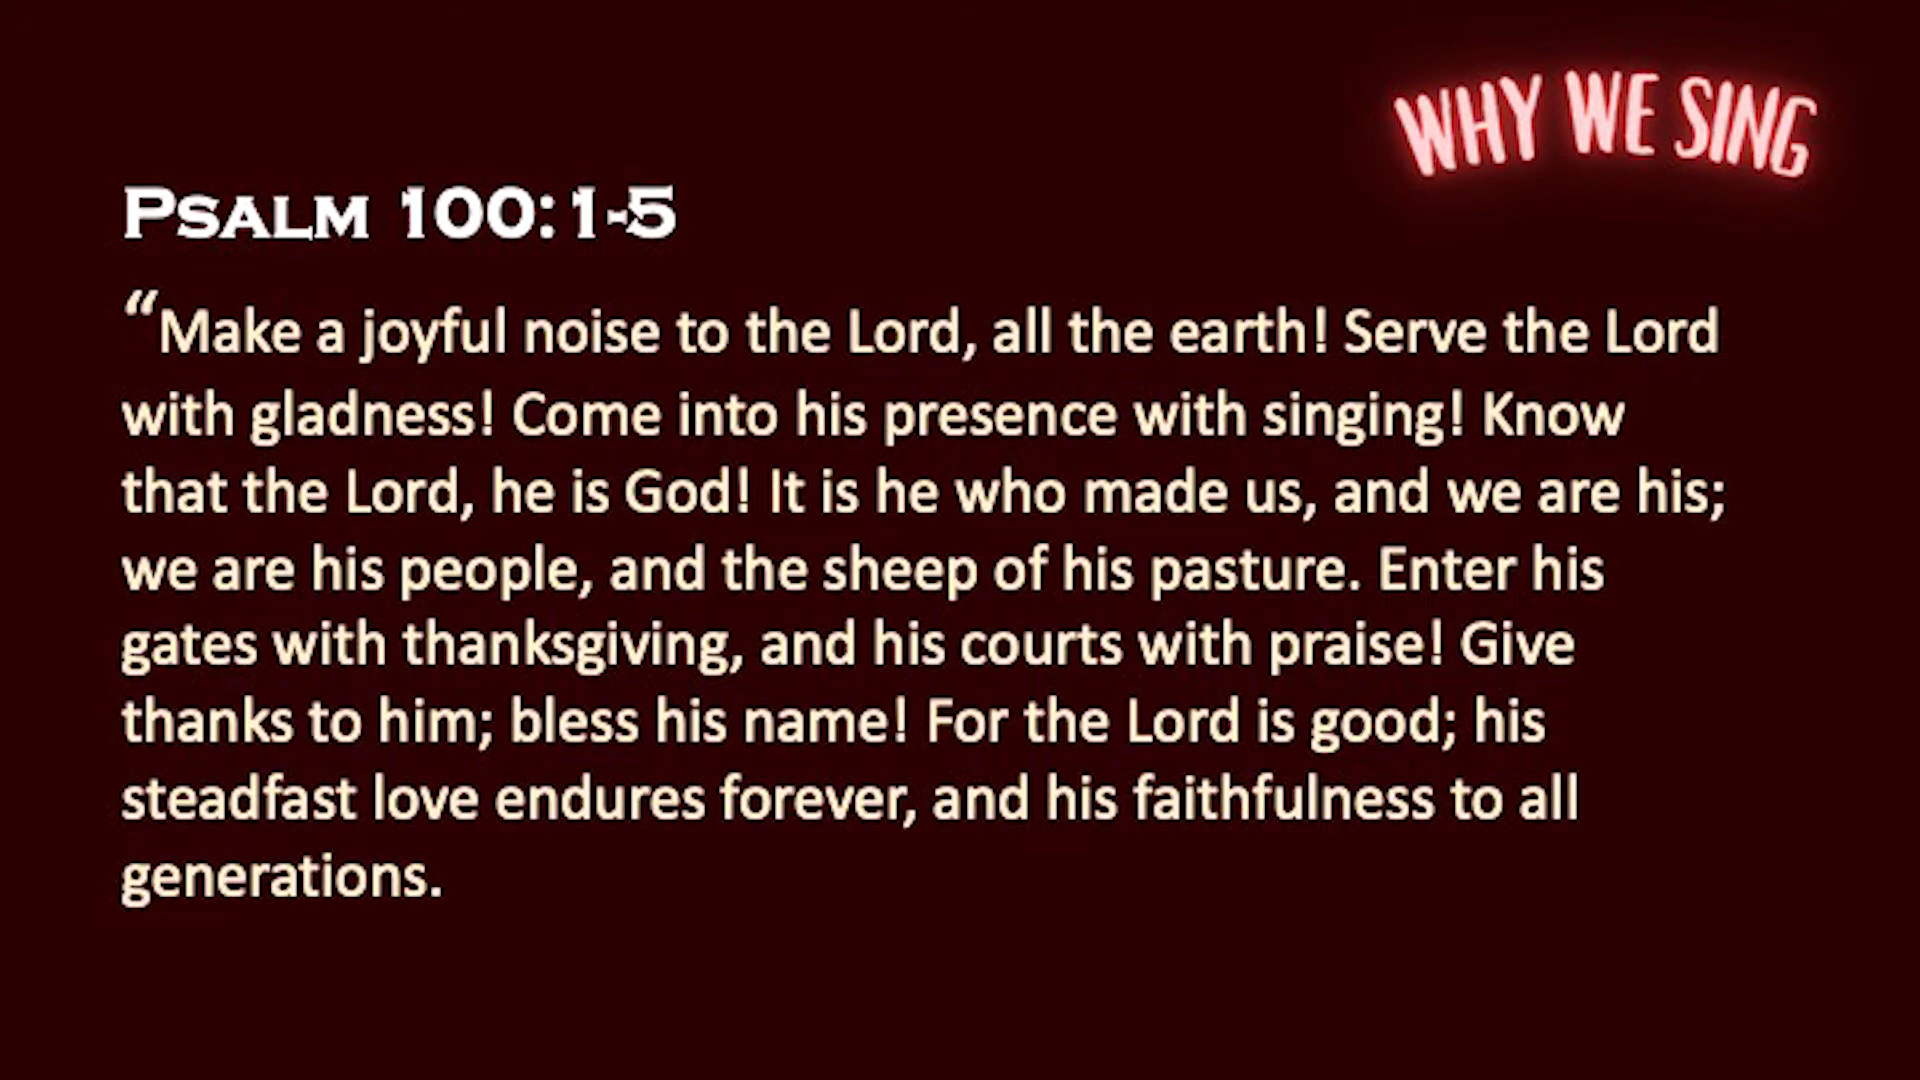 WHY WE SING
Psalm 100:1-5
“Make a joyful noise to the Lord, all the earth! Serve the Lord
with gladness! Come into his presence with singing! Know
that the Lord, he is God! It is he who made us, and we are his;
we are his people, and the sheep of his pasture. Enter his
gates with thanksgiving, and his courts with praise! Give
thanks to him; bless his name! For the Lord is good; his
steadfast love endures forever, and his faithfulness to all
generations.